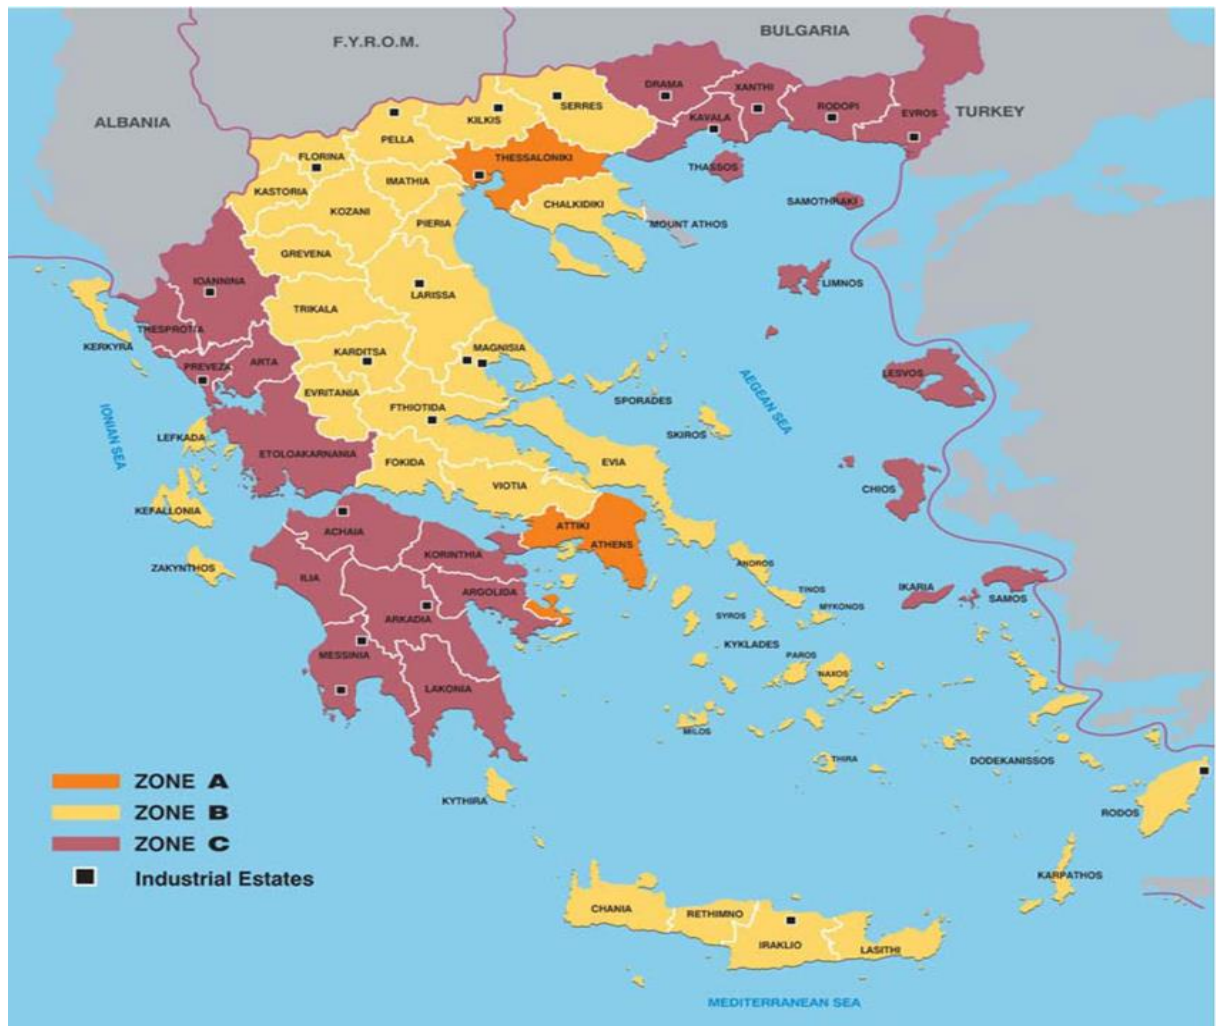 F.Y.R.O.M.
BULGARIA
ALBANIA
TURKEY
DRAMA
XANTHI
SERRES
KILKIS
RODOPI
EVROS
KAVALA
PELLA
FLORINA
THESSALONIKI
THASSOS
IMATHIA
KASTORIA
KOZANI
CHALKIDIKI
SAMOTHRAKI
PIERIA
MOUNT ATHOS
GREVENA
IOANNINA
LARISSA
LIMNOS
TRIKALA
THESPROTIA
KERKYRA
KARDITSA
MAGNISIA
ARTA
PREVEZA
LESVOS
EVRITANIA
SPORADES
AEGEAN SEA
FTHIOTIDA
IONIAN SEA
LEFKADA
SKIROS
ETOLOAKARNANIA
FOKIDA
EVIA
VIOTIA
CHIOS
KEFALLONIA
ATTIKI
ACHAIA
ATHENS
KORINTHIA
ZAKYNTHOS
ANDROS
ILIA
IKARIA
TINOS
ARGOLIDA
SAMOS
MYKONOS
SYROS
ARKADIA
KYKLADES
MESSINIA
PAROS
NAXOS
LAKONIA
MILOS
THIRA
DODEKANISSOS
ZONE A
KYTHIRA
ZONE B
RODOS
ZONE C
Industrial Estates
KARPATHOS
CHANIA
RETHIMNO
IRAKLIO
LASITHI
MEDITERRANEAN SEA